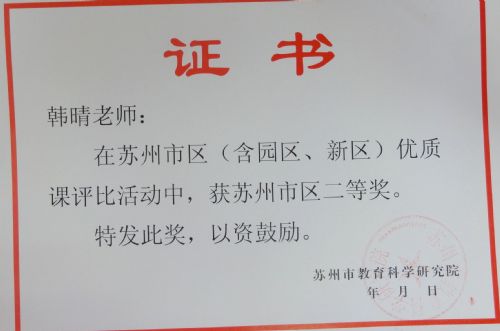 证书
韩晴老师：
在苏州市区（含园区、新区）优质
课评比活动中，获苏州市区二等奖。
特发此奖，以资鼓励。
苏州市教育科学研究院
年 月 日